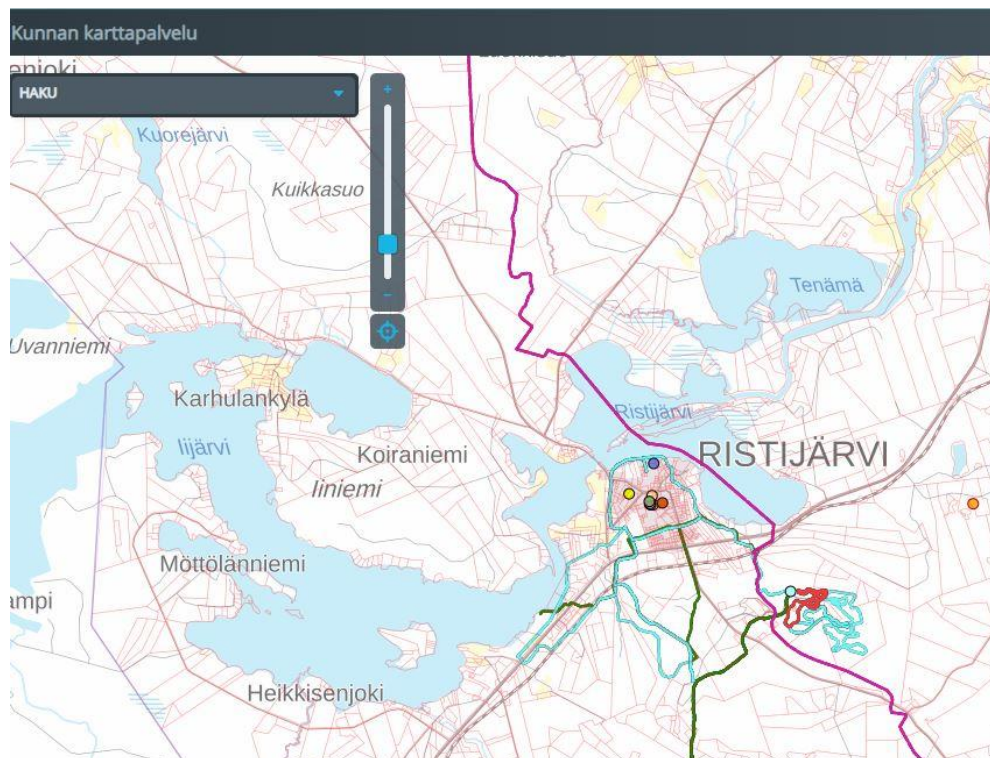 Kunnan karttapalvelu
HAKU
Kuorejärvi
Kuikkasuo
Tenämä
Uvanniemi
Karhulankylä
Ristijärvi
Iijärvi
Koiraniemi
RISTIJÄRVI
Iiniemi
Möttölänniemi
Heikkisenjoki